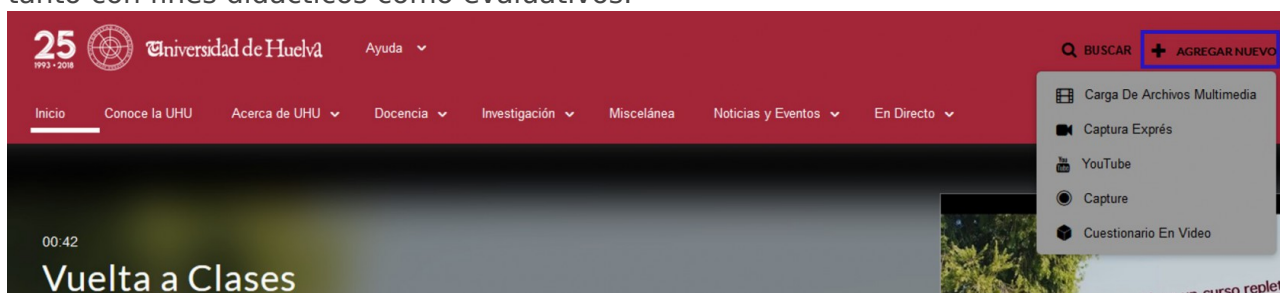 tanto con fines didácticos como evaluativos.
25
1993 - 2018
Universidad de Huelva
Ayuda
BUSCAR
AGREGAR NUEVO
Inicio
Conoce la UHU
Acerca de UHU
Docencia
Investigación
Miscelánea
Noticias y Eventos
En Directo
Carga De Archivos Multimedia
Captura Exprés
You Tube
YouTube
Capture
Cuestionario En Video
00:42
Vuelta a Clases
curso